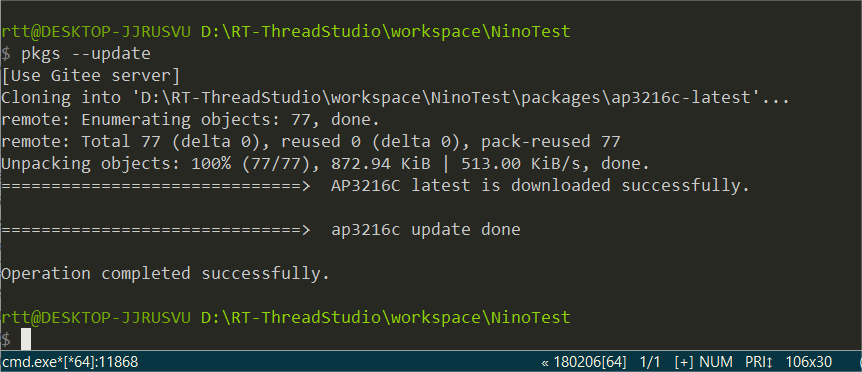 rtt@DESKTOP-JJRUSVU D:\RT-ThreadStudio\workspace\NinoTest
$ pkgs --update
[Use Gitee server]
Cloning into 'D:\RT-ThreadStudio\workspace\NinoTest\packages\ap3216c-latest'...
remote: Enumerating objects: 77, done.
remote: Total 77 (delta 0), reused 0 (delta 0), pack-reused 77
Unpacking objects: 100% (77/77), 872.94 KiB | 513.00 KiB/s, done.
==============================>  AP3216C latest is downloaded successfully.
==============================>  ap3216c update done
Operation completed successfully.
rtt@DESKTOP-JJRUSVU D:\RT-ThreadStudio\workspace\NinoTest
$
cmd.exe*[*64]:11868 « 180206[64] 1/1 [+] NUM PRI↕ 106x30